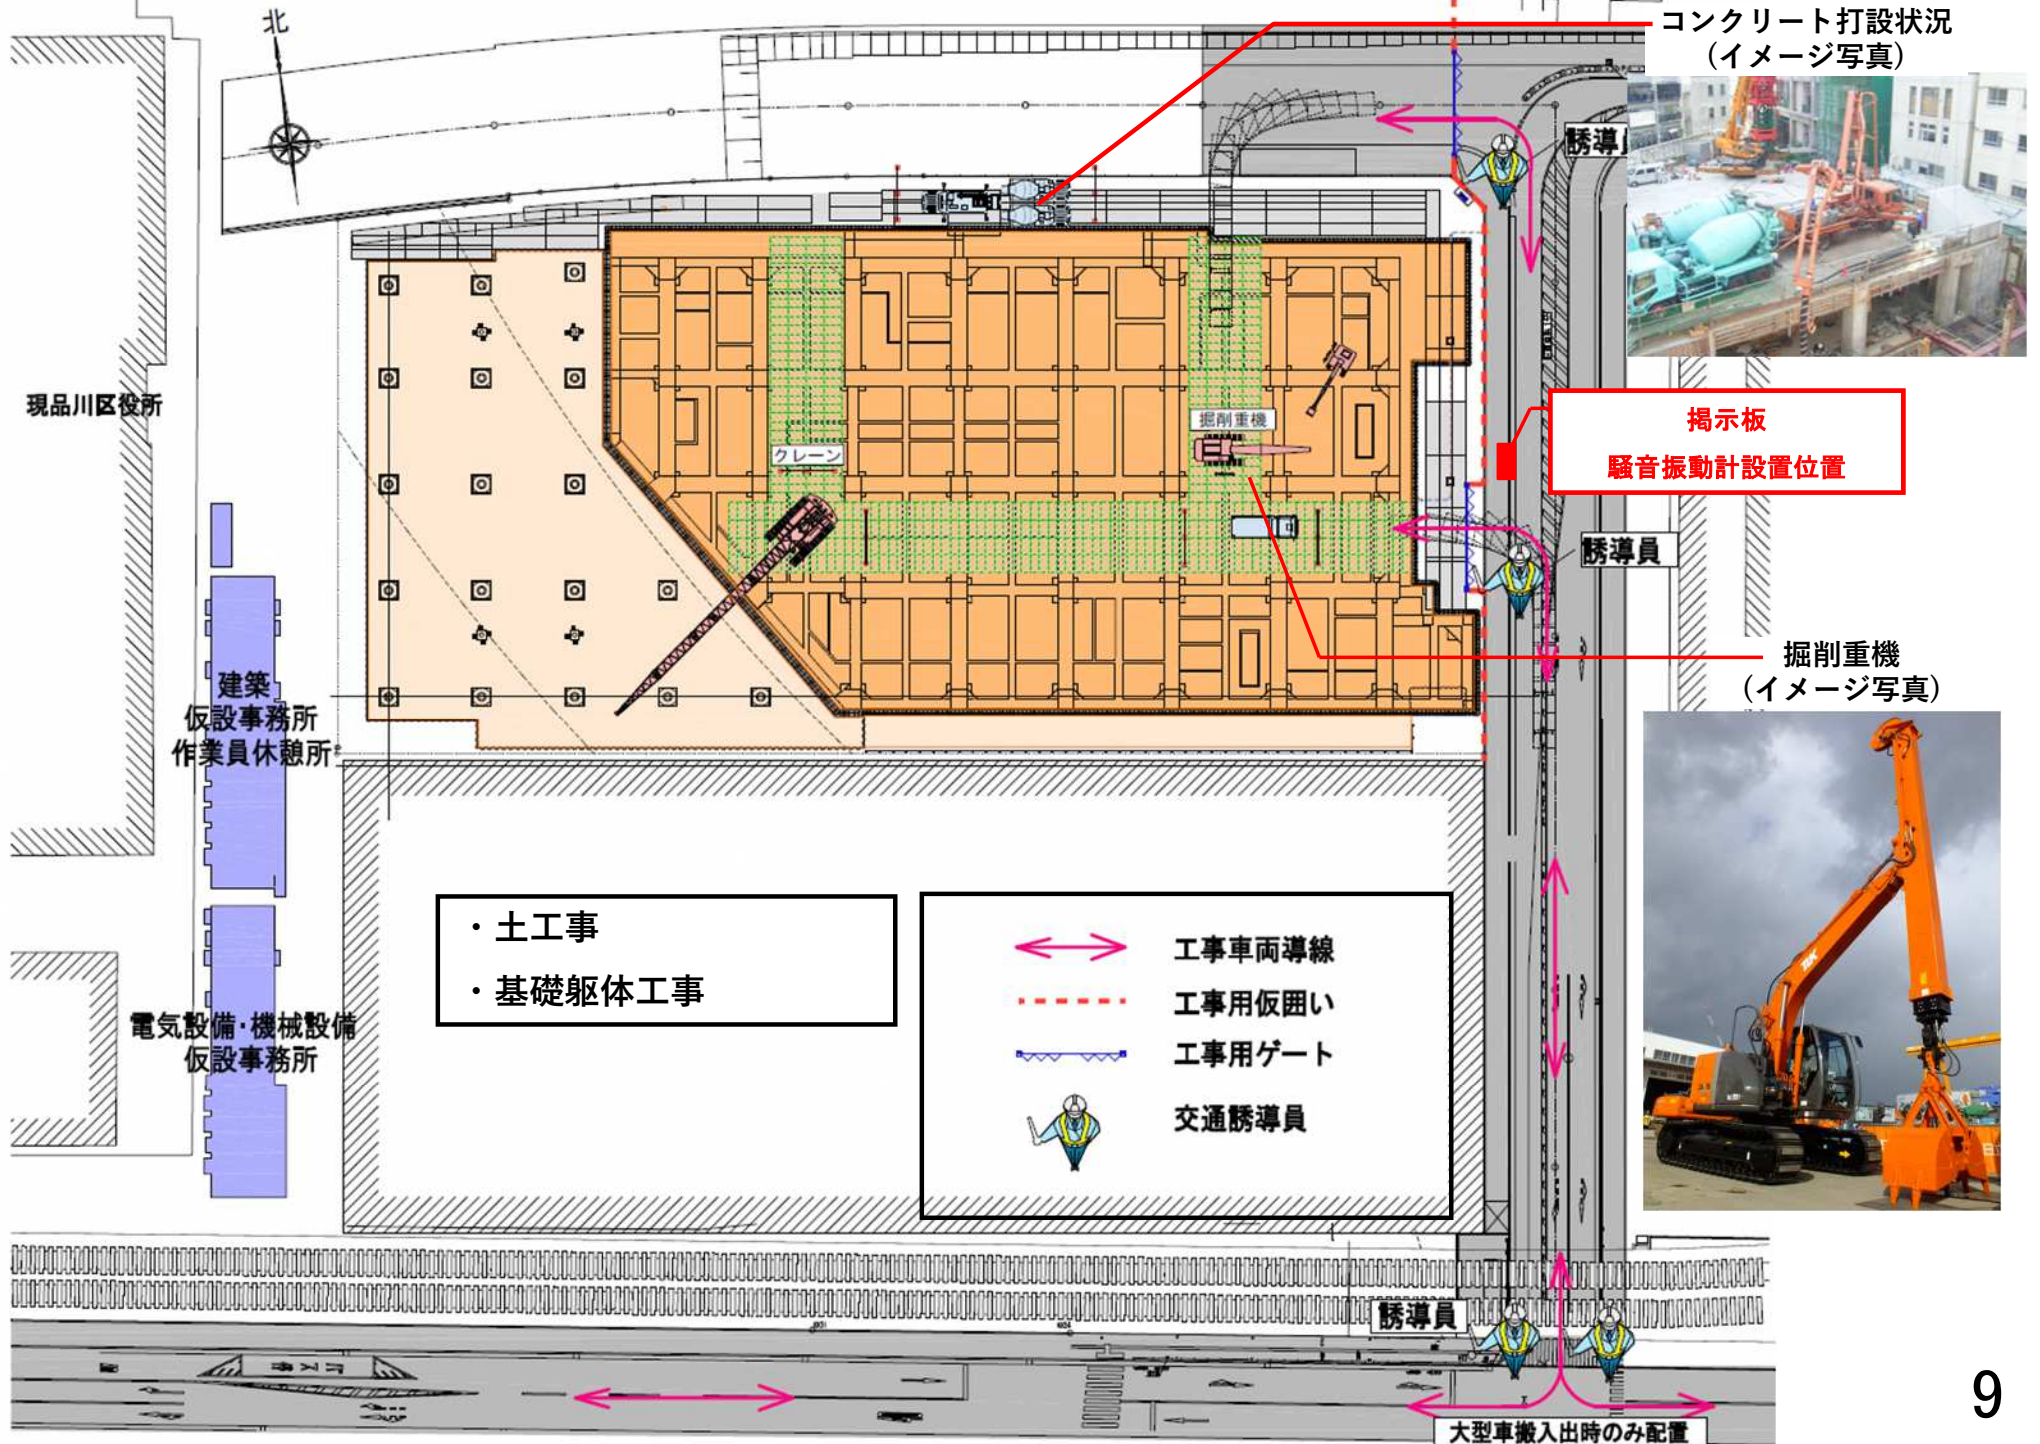 北
コンクリート打設状況
(イメージ写真)
誘導
現品川区役所
掘削重機
クレーン
掲示板
騒音振動計設置位置
誘導員
掘削重機
(イメージ写真)
建築
仮設事務所
作業員休憩所
・土工事
・基礎躯体工事
工事車両導線
工事用仮囲い
工事用ゲート
交通誘導員
電気設備・機械設備
仮設事務所
誘導員
大型車搬入出時のみ配置
9